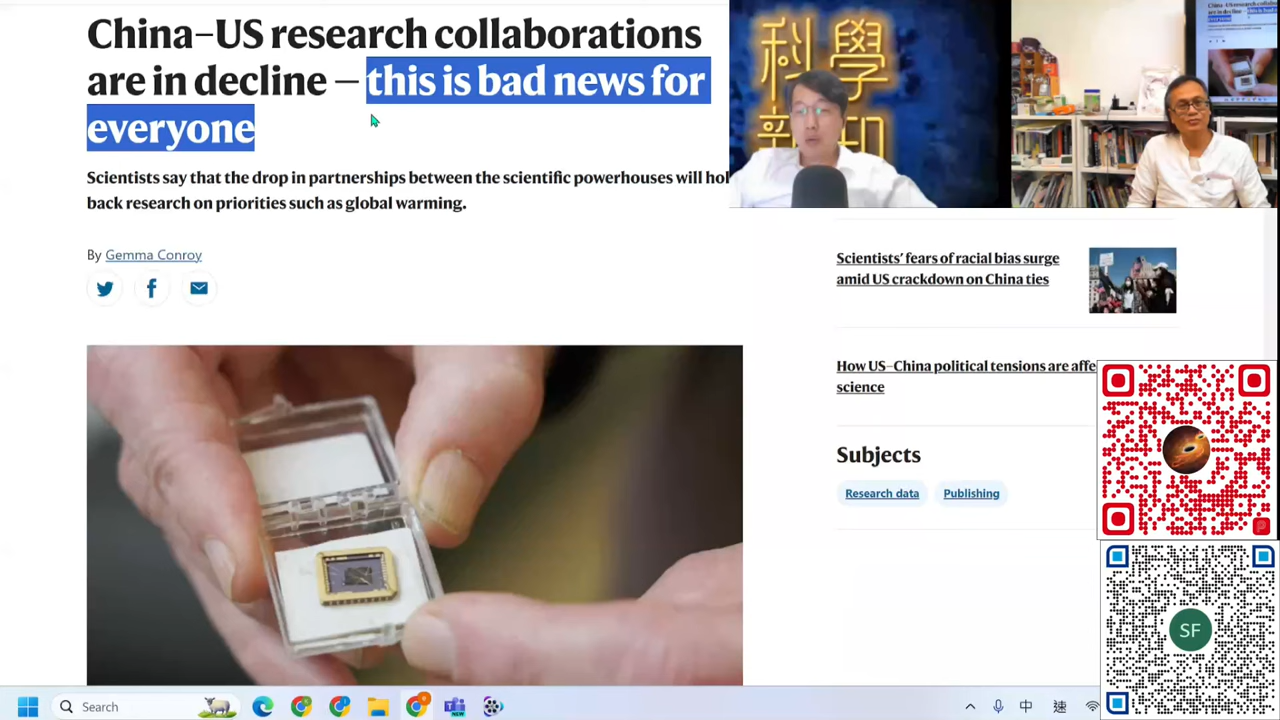 China–US research collaborations
are in decline — this is bad news for
everyone
Scientists say that the drop in partnerships between the scientific powerhouses will hol
back research on priorities such as global warming.
By Gemma Conroy
科學
Scientists' fears of racial bias surge
amid US crackdown on China ties
How US–China political tensions are affe
science
Subjects
Research data
Publishing
SF
Search
中
速